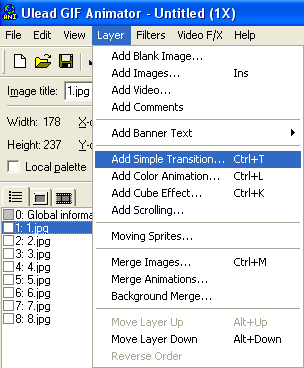 Ulead GIF Animator - Untitled (1X)
File Edit View Layer Filters Video F/X Help
Image title: 1.jpg
Width: 178 X-o
Height: 237 Y-o
Local palette
0: Global informa
1: 1.jpg
2: 2.jpg
3: 3.jpg
4: 4.jpg
5: 5.jpg
6: 6.jpg
7: 7.jpg
8: 8.jpg
Add Blank Image...
Add Images... Ins
Add Video...
Add Comments
Add Banner Text
Add Simple Transition... Ctrl+T
Add Color Animation... Ctrl+L
Add Cube Effect... Ctrl+K
Add Scrolling...
Moving Sprites...
Merge Images... Ctrl+M
Merge Animations...
Background Merge...
Move Layer Up Alt+Up
Move Layer Down Alt+Down
Reverse Order